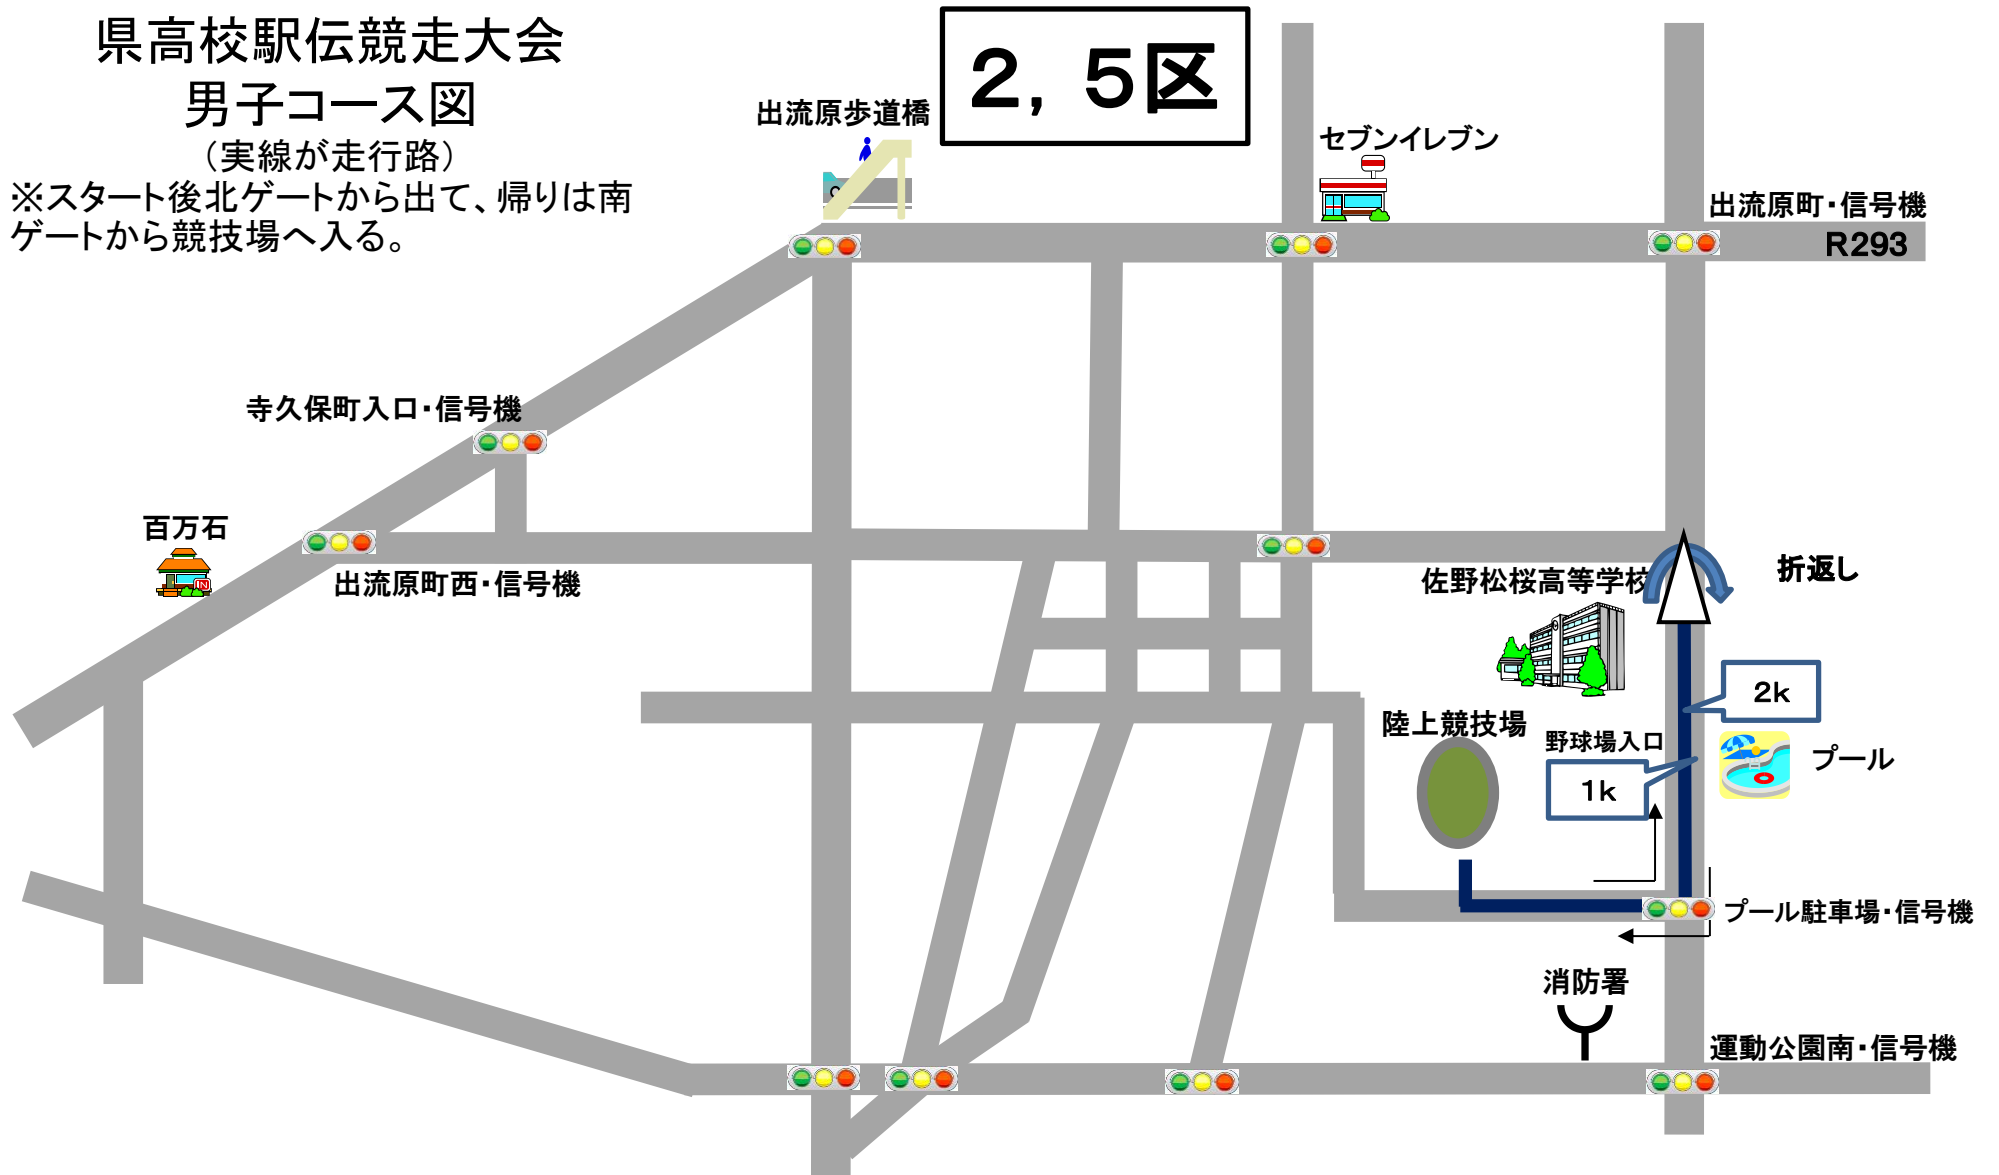 県高校駅伝競走大会
男子コース図
（実線が走行路）
※スタート後北ゲートから出て、帰りは南
ゲートから競技場へ入る。
２，５区
出流原歩道橋
セブンイレブン
出流原町・信号機
R293
寺久保町入口・信号機
百万石
出流原町西・信号機
佐野松桜高等学校
折返し
2k
陸上競技場
野球場入口
1k
プール
プール駐車場・信号機
消防署
運動公園南・信号機